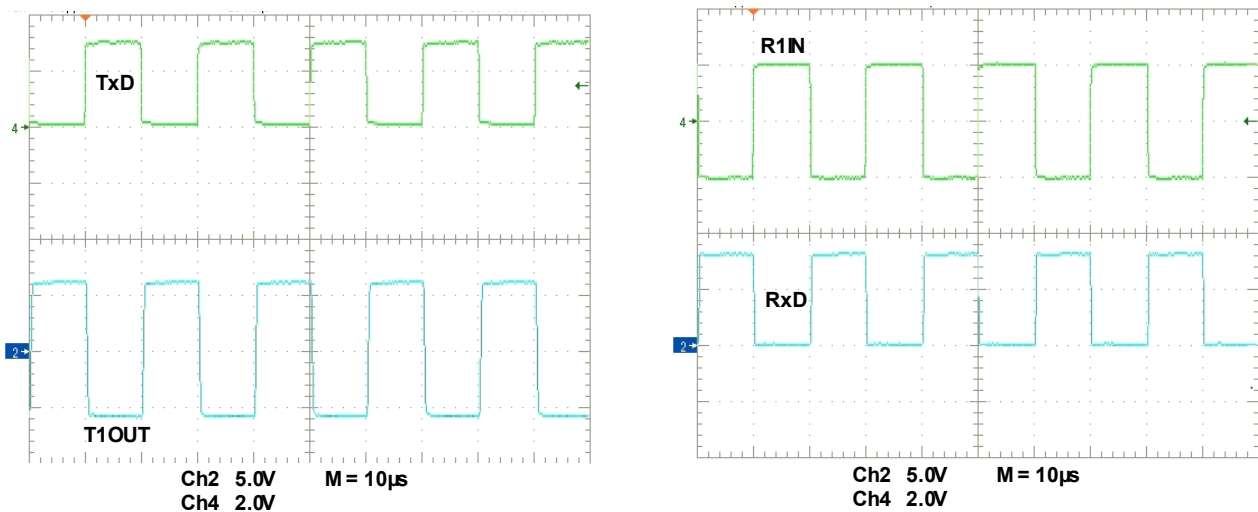 TxD
4
2
T1OUT
Ch2 5.0V M = 10µs
Ch4 2.0V
R1IN
4
RxD
2
Ch2 5.0V M = 10µs
Ch4 2.0V